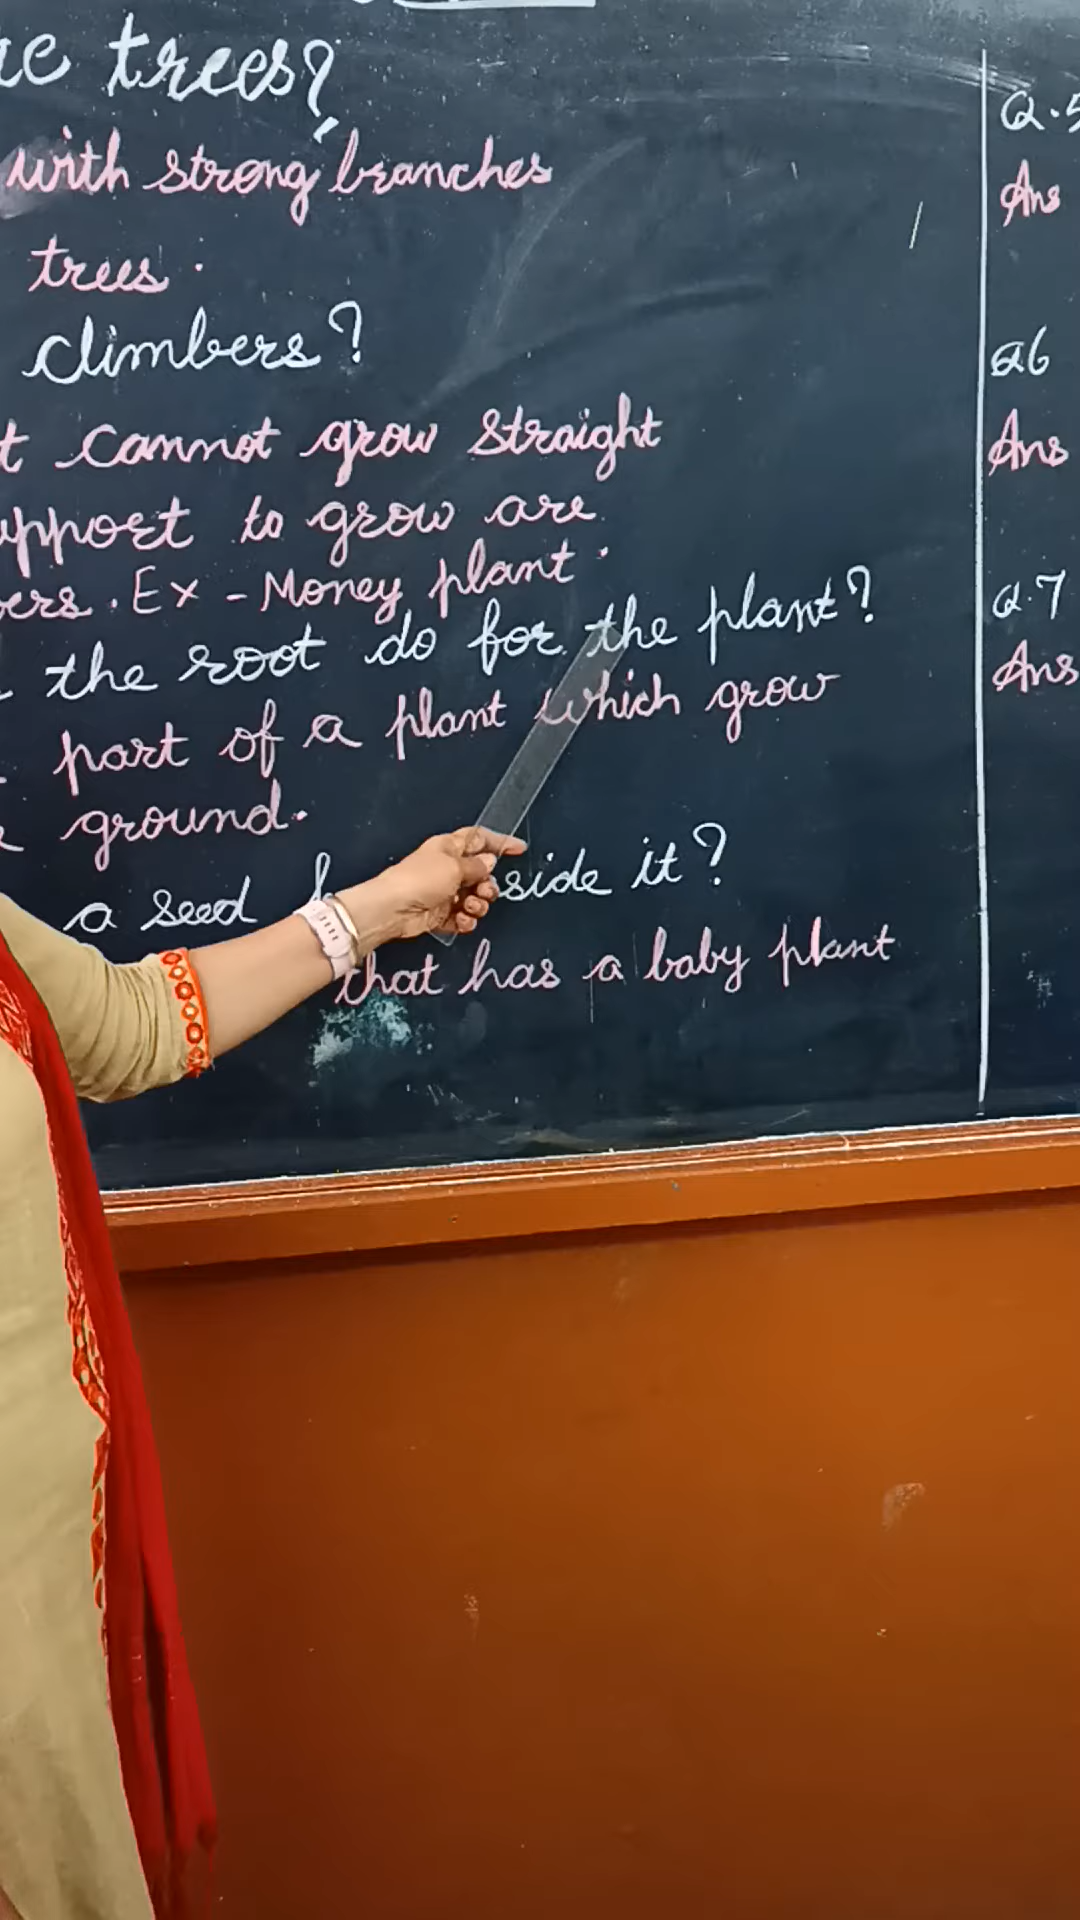 trees?
with strong branches
trees.
climbers?
cannot grow straight
to grow are
Ex - Money plant.
the root do for the plant?
part of a plant which grow
ground.
a seed side it?
that has a baby plant
Q.5
Ans
Q6
Ans
Q.7
Ans